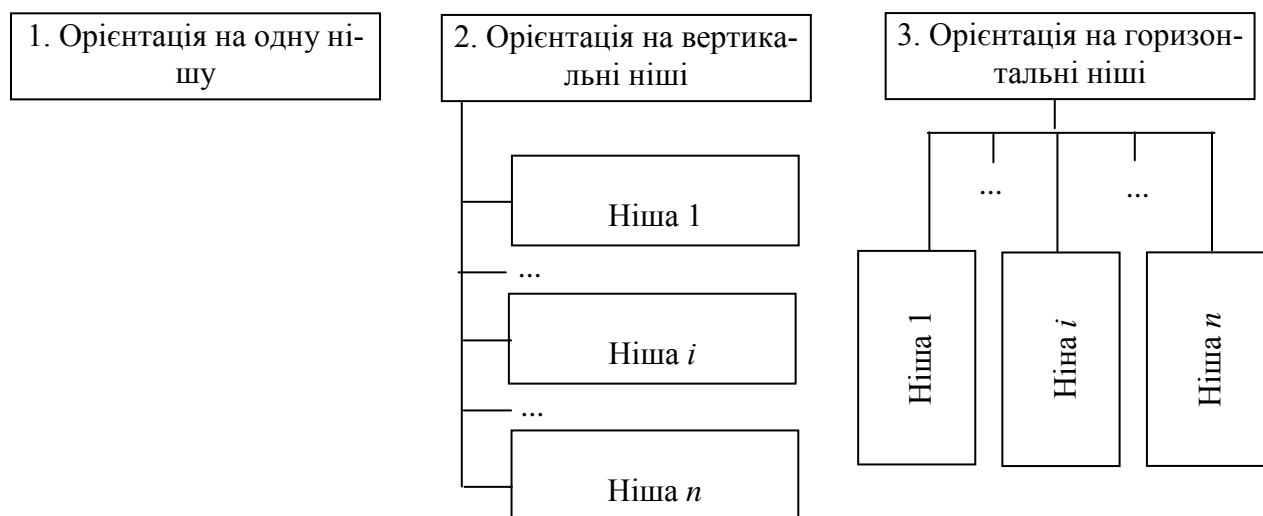 1. Орієнтація на одну ні-
шу
2. Орієнтація на вертика-
льні ніші
Ніша 1
...
Ніша i
...
Ніша n
3. Орієнтація на горизон-
тальні ніші
...
...
Ніша 1
Ніна i
Ніша n